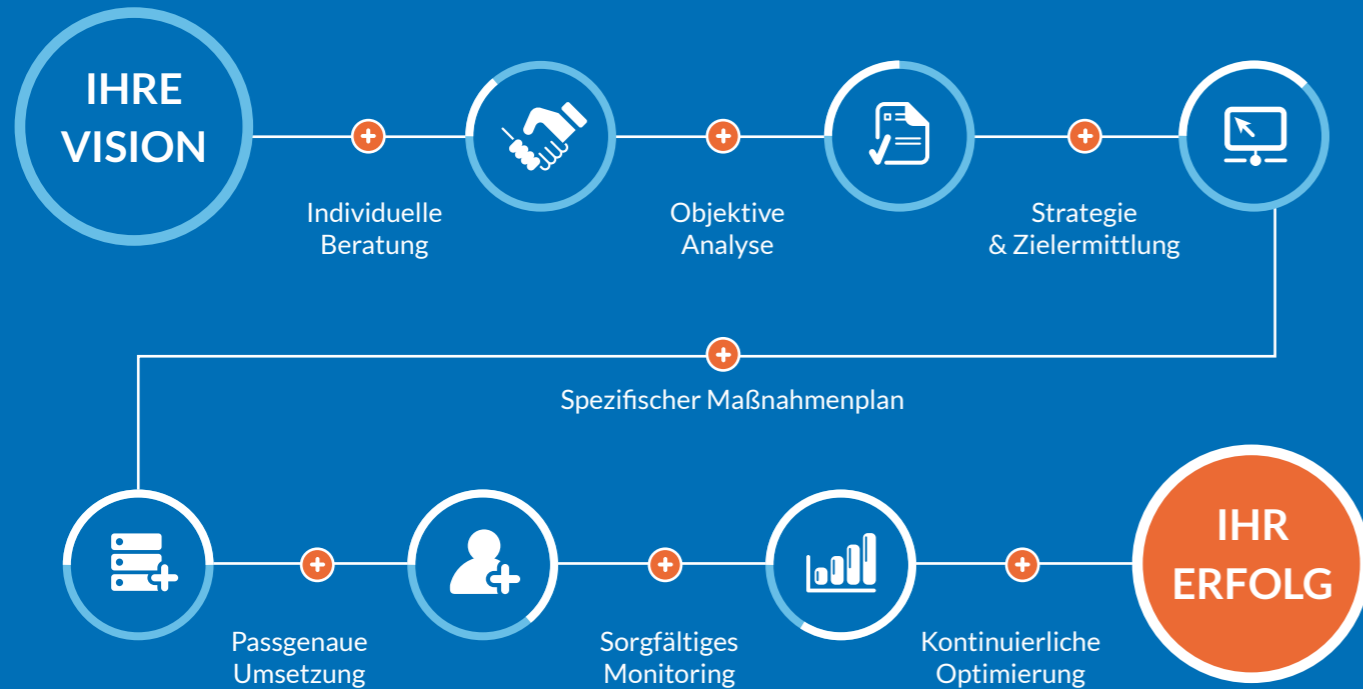 IHRE
VISION
Individuelle
Beratung
Objektive
Analyse
Strategie
& Zielermittlung
Spezifischer Maßnahmenplan
Passgenaue
Umsetzung
Sorgfältiges
Monitoring
Kontinuierliche
Optimierung
IHR
ERFOLG